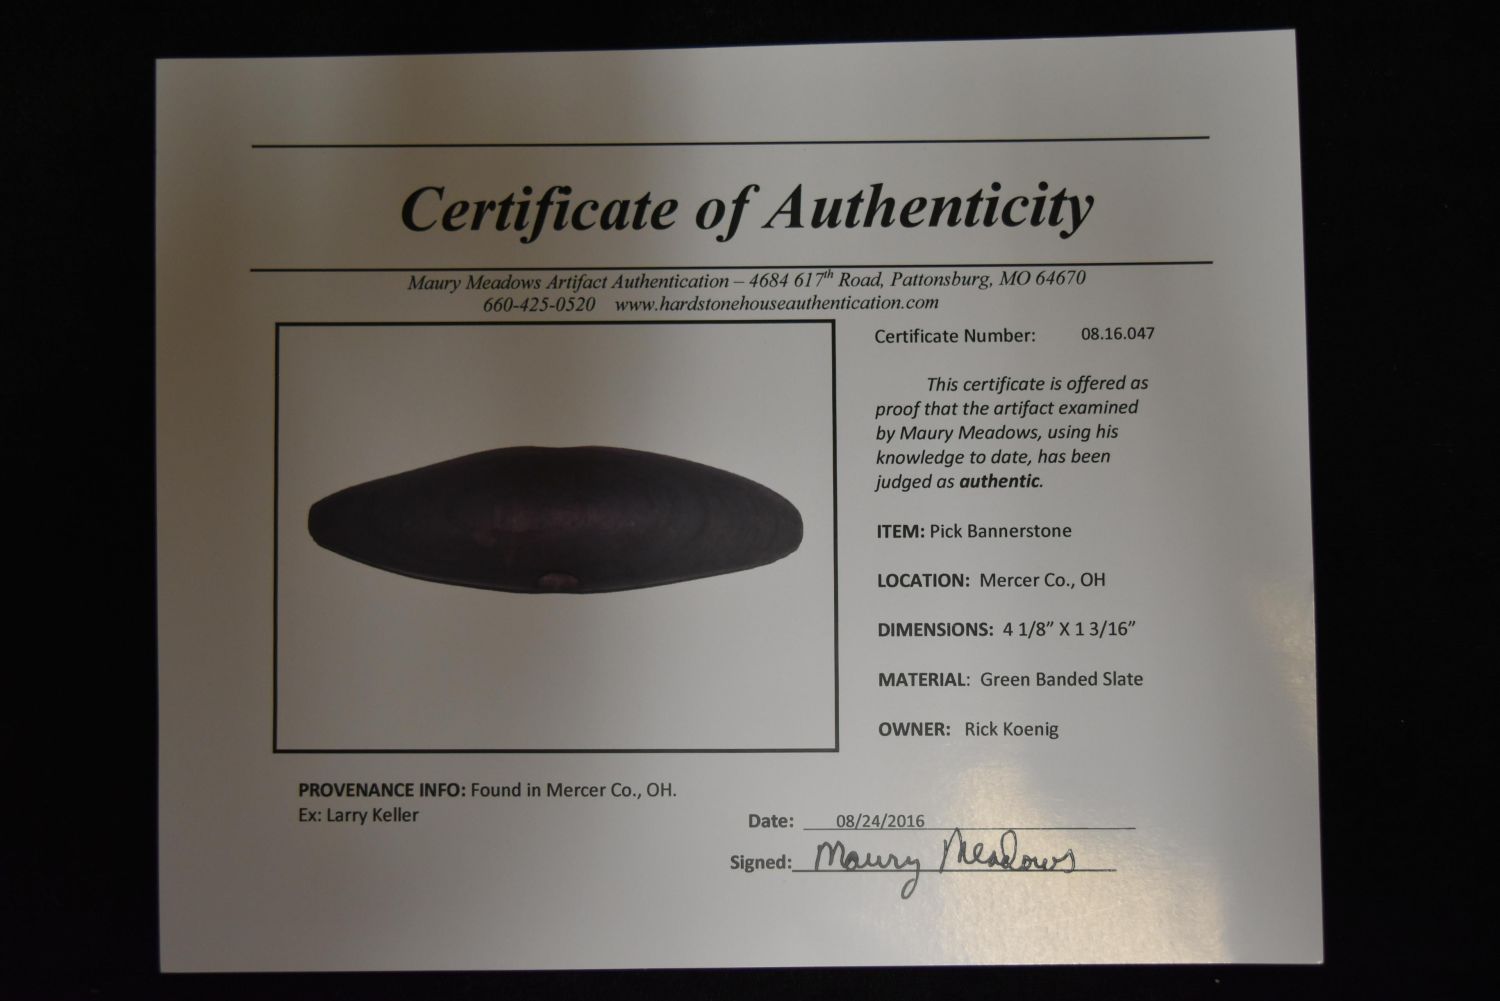 Certificate of Authenticity
Maury Meadows Artifact Authentication – 4684 617th Road, Pattonsburg, MO 64670
660-425-0520 www.hardstonehouseauthentication.com
Certificate Number: 08.16.047
This certificate is offered as
proof that the artifact examined
by Maury Meadows, using his
knowledge to date, has been
judged as authentic.
ITEM: Pick Bannerstone
LOCATION: Mercer Co., OH
DIMENSIONS: 4 1/8” X 1 3/16”
MATERIAL: Green Banded Slate
OWNER: Rick Koenig
PROVENANCE INFO: Found in Mercer Co., OH.
Ex: Larry Keller
Date: 08/24/2016
Signed: Maury Meadows